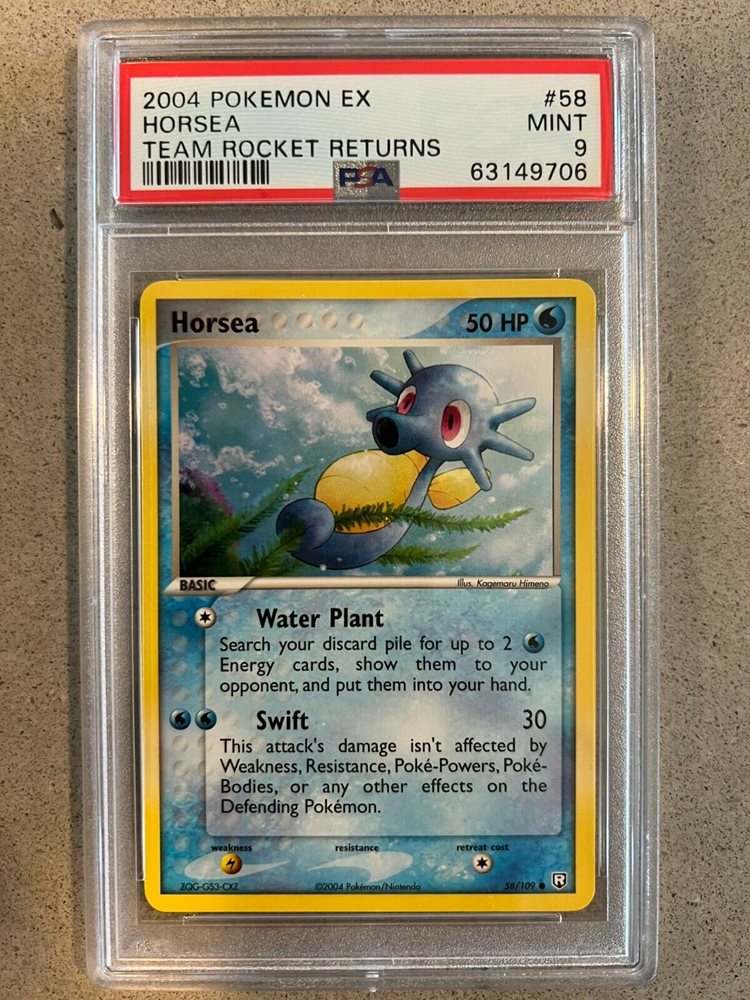 2004 POKEMON EX #58
HORSEA MINT
TEAM ROCKET RETURNS 9
PSA 63149706
Horsea 50 HP
BASIC Illus. Kagemaru Himeno
Water Plant
Search your discard pile for up to 2
Energy cards, show them to your
opponent, and put them into your hand.
Swift 30
This attack's damage isn't affected by
Weakness, Resistance, Poké-Powers, Poké-
Bodies, or any other effects on the
Defending Pokémon.
weakness resistance retreat cost
ZQG-GS3-CXZ ©2004 Pokémon/Nintendo 58/109 R